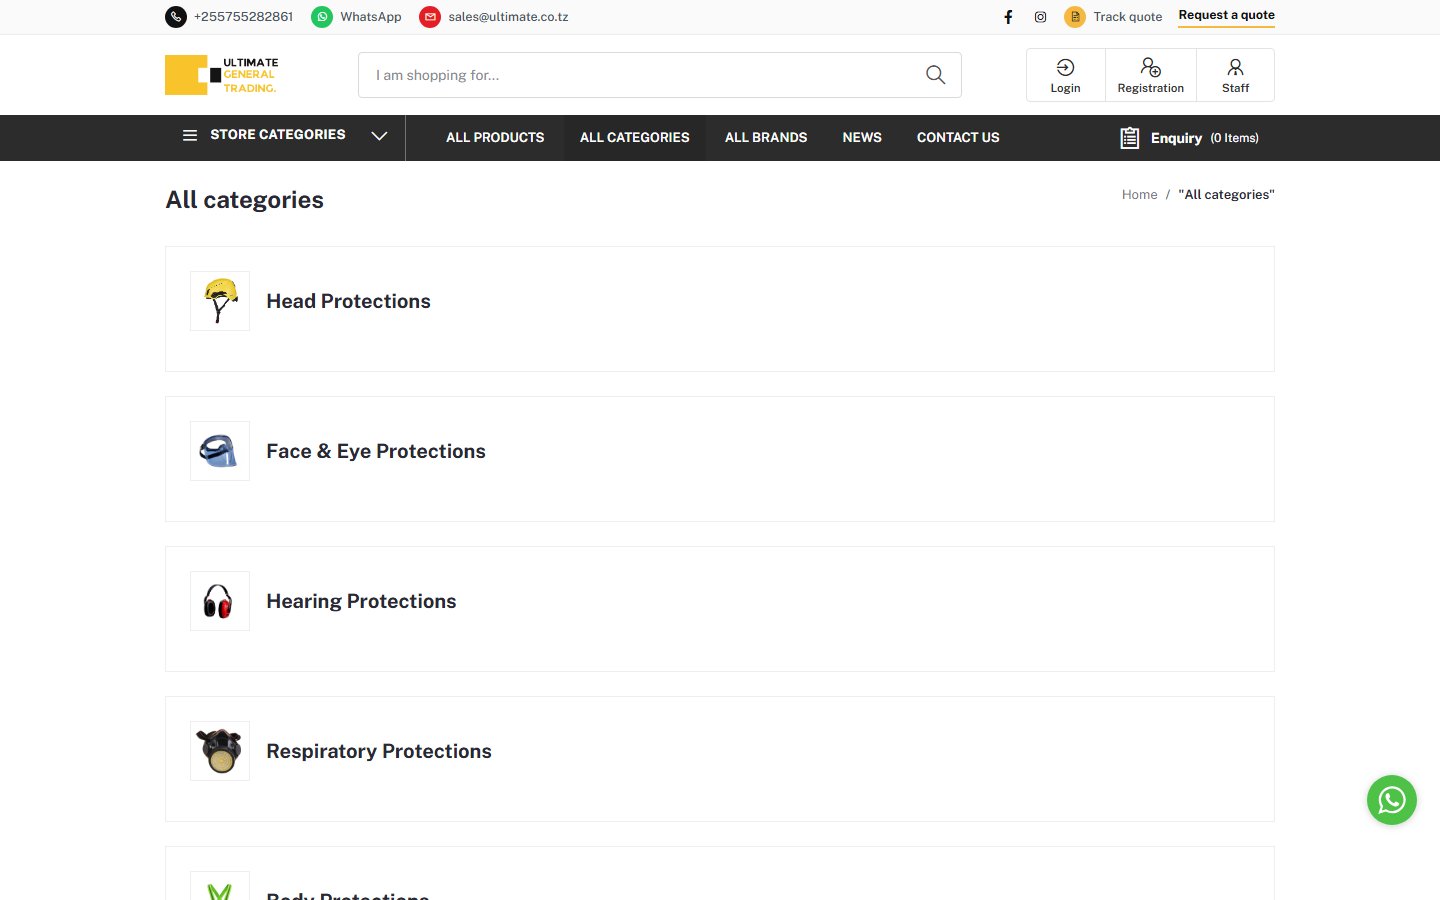 +255755282861 WhatsApp sales@ultimate.co.tz Track quote Request a quote
ULTIMATE
GENERAL
TRADING.
I am shopping for...
Login Registration Staff
STORE CATEGORIES ALL PRODUCTS ALL CATEGORIES ALL BRANDS NEWS CONTACT US Enquiry (0 Items)
All categories
Home / "All categories"
Head Protections
Face & Eye Protections
Hearing Protections
Respiratory Protections
Body Protections